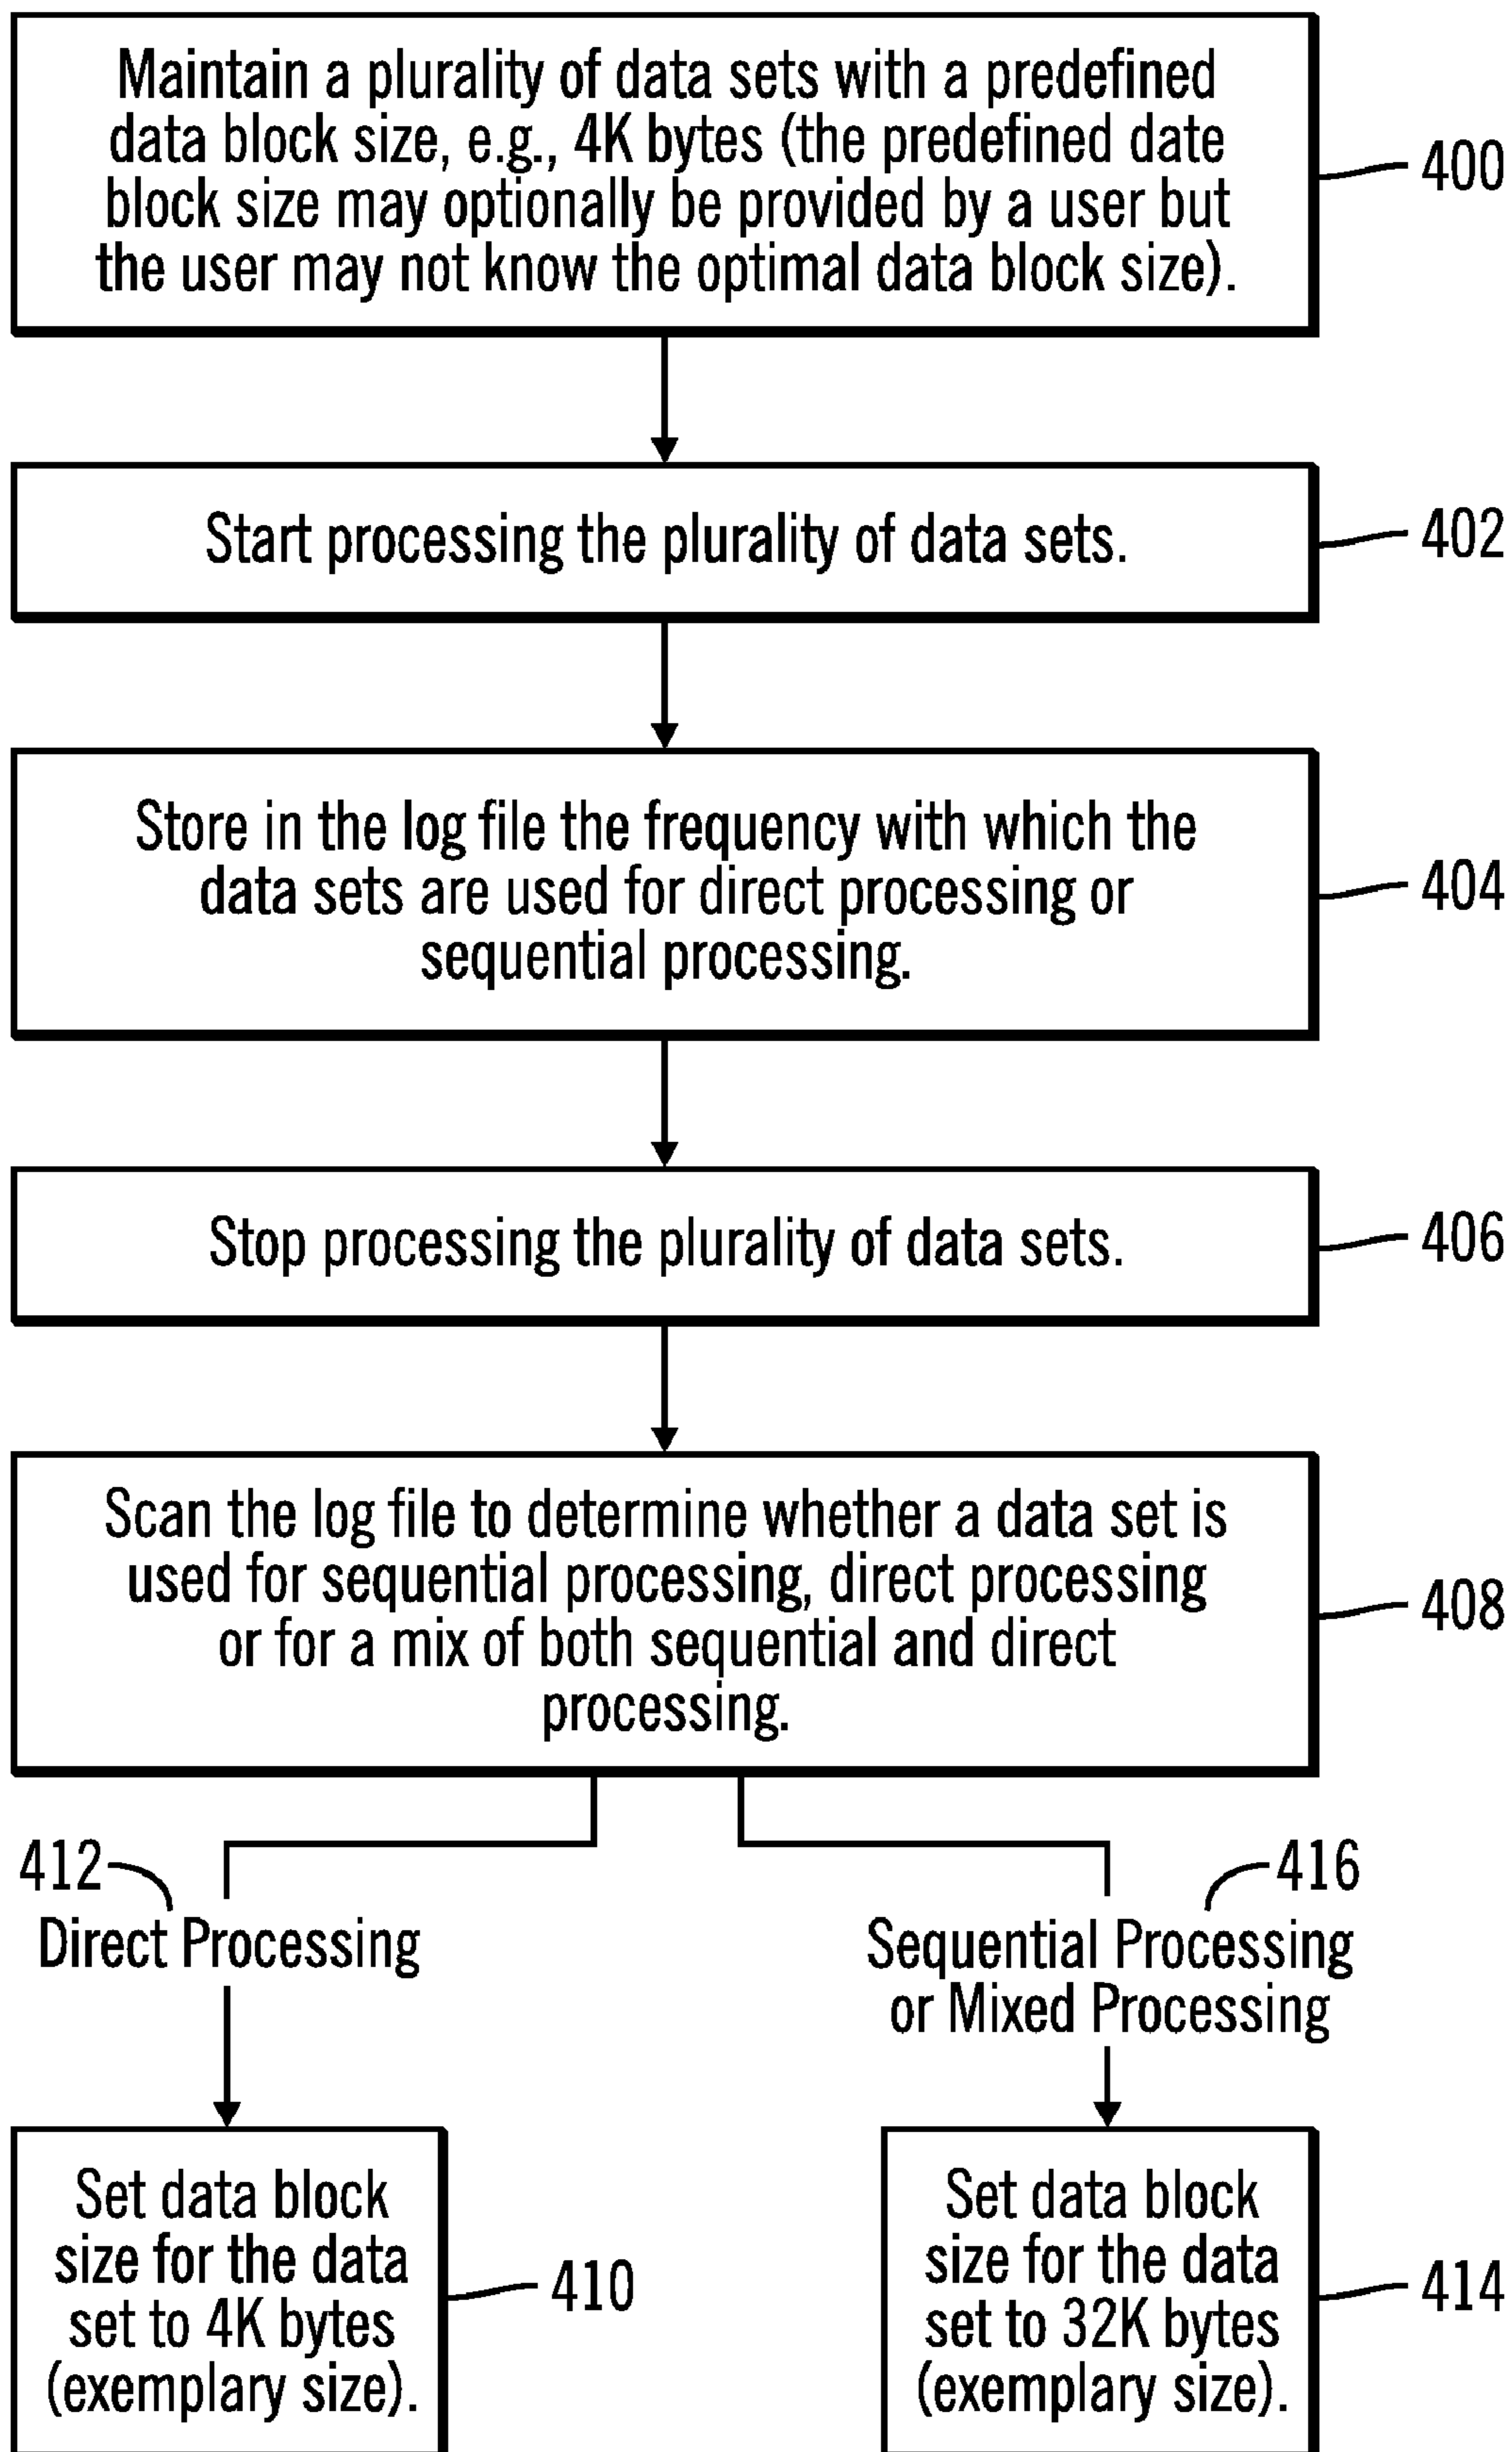 Maintain a plurality of data sets with a predefined
data block size, e.g., 4K bytes (the predefined date
block size may optionally be provided by a user but
the user may not know the optimal data block size).
400
Start processing the plurality of data sets.
402
Store in the log file the frequency with which the
data sets are used for direct processing or
sequential processing.
404
Stop processing the plurality of data sets.
406
Scan the log file to determine whether a data set is
used for sequential processing, direct processing
or for a mix of both sequential and direct
processing.
408
412
Direct Processing
416
Sequential Processing
or Mixed Processing
Set data block
size for the data
set to 4K bytes
(exemplary size).
410
Set data block
size for the data
set to 32K bytes
(exemplary size).
414